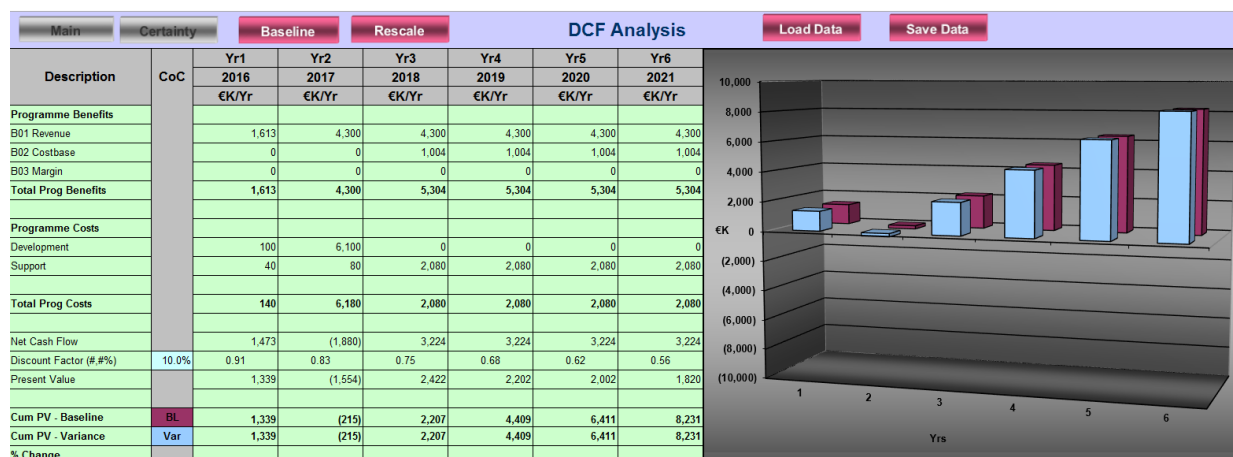 Main Certainty Baseline Rescale DCF Analysis Load Data Save Data
Yr1 Yr2 Yr3 Yr4 Yr5 Yr6
Description CoC 2016 2017 2018 2019 2020 2021
€K/Yr €K/Yr €K/Yr €K/Yr €K/Yr €K/Yr
Programme Benefits
B01 Revenue 1,613 4,300 4,300 4,300 4,300 4,300
B02 Costbase 0 0 1,004 1,004 1,004 1,004
B03 Margin 0 0 0 0 0 0
Total Prog Benefits 1,613 4,300 5,304 5,304 5,304 5,304
Programme Costs
Development 100 6,100 0 0 0 0
Support 40 80 2,080 2,080 2,080 2,080
Total Prog Costs 140 6,180 2,080 2,080 2,080 2,080
Net Cash Flow 1,473 (1,880) 3,224 3,224 3,224 3,224
Discount Factor (#,#%) 10.0% 0.91 0.83 0.75 0.68 0.62 0.56
Present Value 1,339 (1,554) 2,422 2,202 2,002 1,820
Cum PV - Baseline BL 1,339 (215) 2,207 4,409 6,411 8,231
Cum PV - Variance Var 1,339 (215) 2,207 4,409 6,411 8,231
% Change
10,000
8,000
6,000
4,000
2,000
€K 0
(2,000)
(4,000)
(6,000)
(8,000)
(10,000)
1 2 3 4 5 6
Yrs